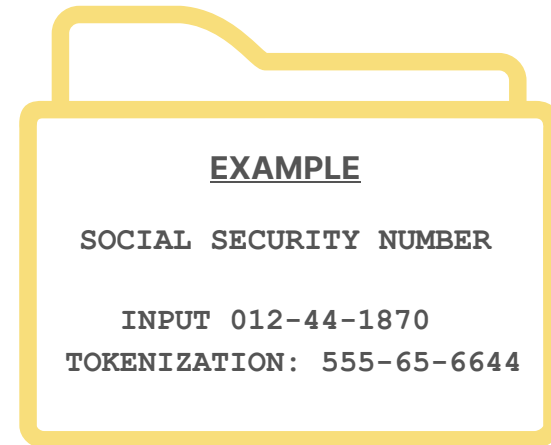 EXAMPLE
SOCIAL SECURITY NUMBER
INPUT 012-44-1870
TOKENIZATION: 555-65-6644